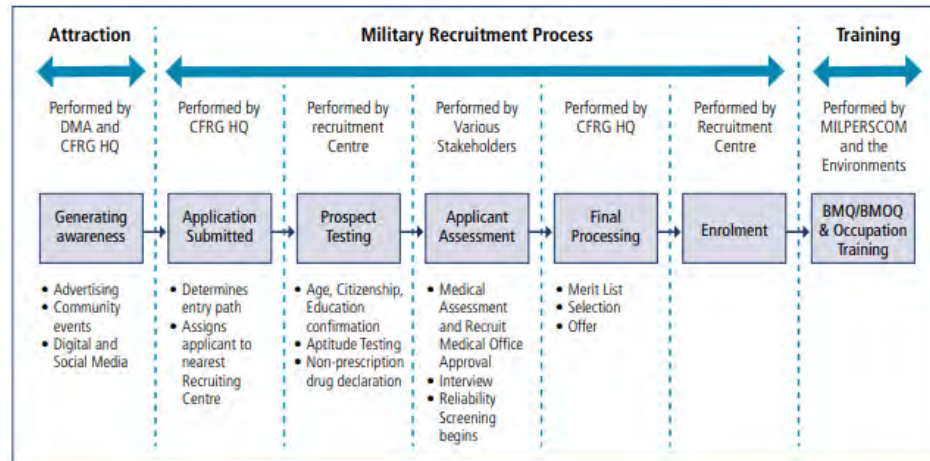 Attraction
Military Recruitment Process
Training
Performed by
DMA and
CFRG HQ
Performed by
CFRG HQ
Performed by
recruitment
Centre
Performed by
Various
Stakeholders
Performed by
CFRG HQ
Performed by
Recruitment
Centre
Performed by
MILPERSCOM
and the
Environments
Generating
awareness
Application
Submitted
Prospect
Testing
Applicant
Assessment
Final
Processing
Enrolment
BMQ/BMOQ
& Occupation
Training
• Advertising
• Community
events
• Digital and
Social Media
• Determines
entry path
• Assigns
applicant to
nearest
Recruiting
Centre
• Age, Citizenship,
Education
confirmation
• Aptitude Testing
• Non-prescription
drug declaration
• Medical
Assessment
and Recruit
Medical Office
Approval
• Interview
• Reliability
Screening
begins
• Merit List
• Selection
• Offer